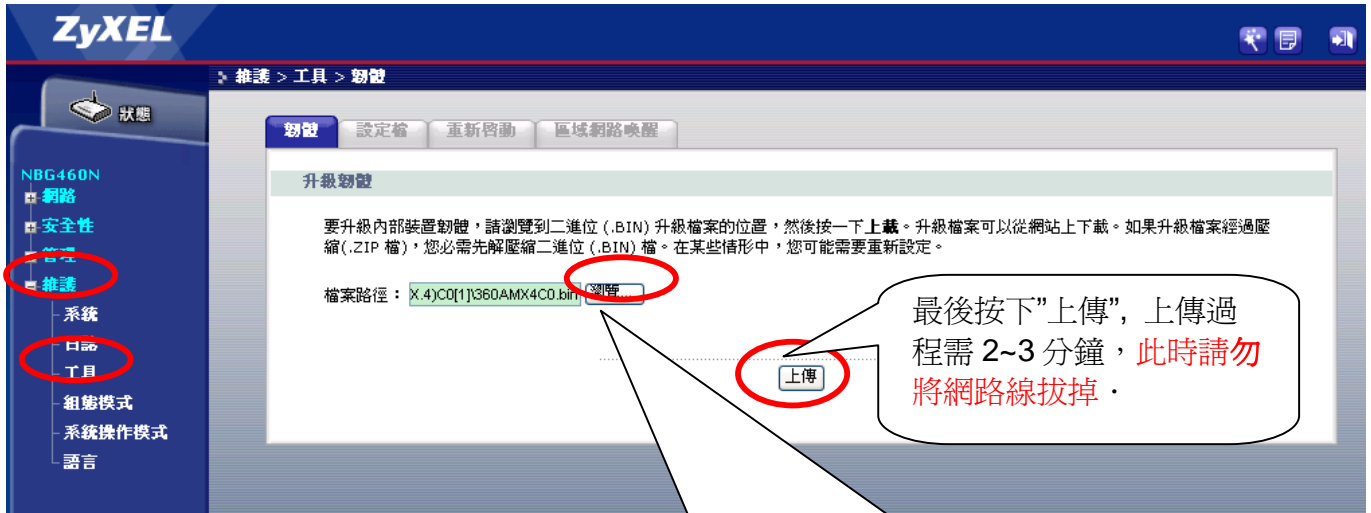 ZyXEL
維護 > 工具 > 韌體
狀態
韌體 設定檔 重新啓動 區域網路喚醒
NBG460N
網路
安全性
管理
維護
系統
日誌
工具
組態模式
系統操作模式
語言
升級韌體
要升級內部裝置韌體，請瀏覽到二進位 (.BIN) 升級檔案的位置，然後按一下上載。升級檔案可以從網站上下載。如果升級檔案經過壓
縮(.ZIP 檔)，您必需先解壓縮二進位 (.BIN) 檔。在某些情形中，您可能需要重新設定。
檔案路徑： X.4)C0[1]\360AMX4C0.bin 瀏覽...
上傳
最後按下”上傳”, 上傳過
程需 2~3 分鐘，此時請勿
將網路線拔掉．